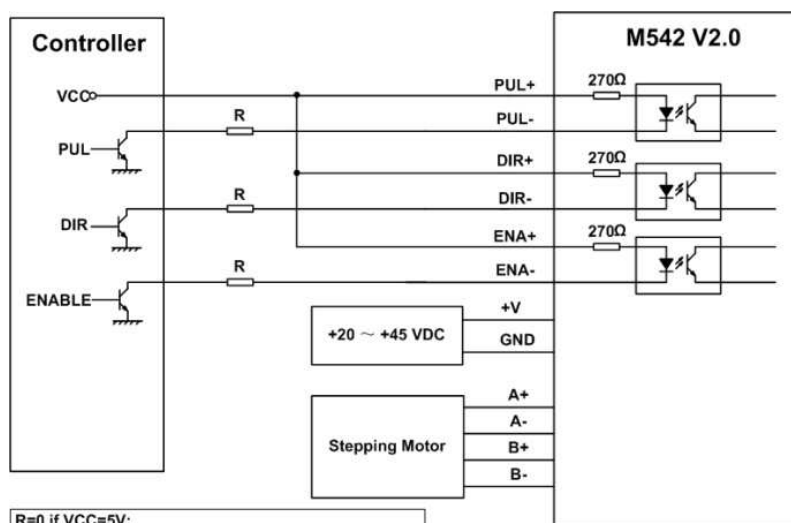 Controller
M542 V2.0
VCC
PUL+
270Ω
R
PUL-
PUL
DIR+
270Ω
R
DIR-
DIR
ENA+
270Ω
R
ENA-
ENABLE
+V
+20 ～ +45 VDC
GND
A+
A-
Stepping Motor
B+
B-
R=0 if VCC=5V;